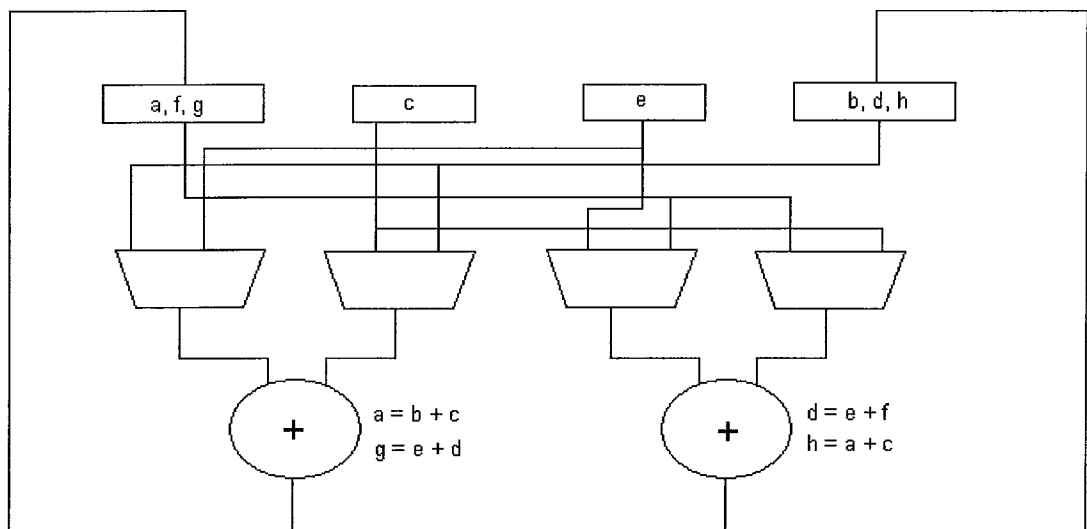 a, f, g
c
e
b, d, h
+
a = b + c
g = e + d
+
d = e + f
h = a + c